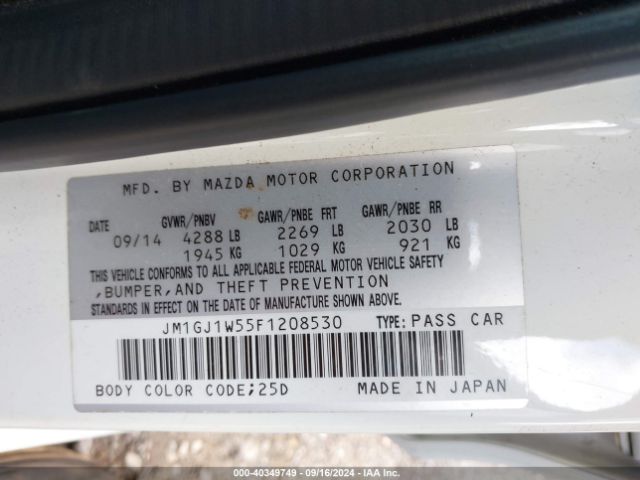 MFD. BY MAZDA MOTOR CORPORATION
DATE GVWR/PNBV GAWR/PNBE FRT GAWR/PNBE RR
09/14 4288 LB 2269 LB 2030 LB
1945 KG 1029 KG 921 KG
THIS VEHICLE CONFORMS TO ALL APPLICABLE FEDERAL MOTOR VEHICLE SAFETY
,BUMPER,AND THEFT PREVENTION
STANDARDS IN EFFECT ON THE DATE OF MANUFACTURE SHOWN ABOVE.
JM1GJ1W55F1208530 TYPE: PASS CAR
BODY COLOR CODE;25D MADE IN JAPAN
000-40349749 - 09/16/2024 - IAA Inc.